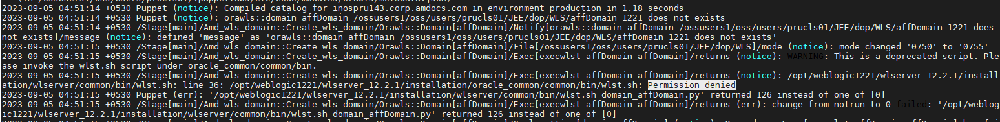 2023-09-05 04:51:14 +0530 Puppet (notice): Compiled catalog for inospru143.corp.amdocs.com in environment production in 1.18 seconds
2023-09-05 04:51:14 +0530 Puppet (notice): orawls::domain affDomain /ossusers1/oss/users/prucls01/JEE/dop/WLS/affDomain 1221 does not exists
2023-09-05 04:51:14 +0530 /Stage[main]/Amd_wls_domain::Create_wls_domain/Orawls::Domain[affDomain]/Notify[orawls::domain affDomain /ossusers1/oss/users/prucls01/JEE/dop/WLS/affDomain 1221 does
not exists]/message (notice): defined 'message' as 'orawls::domain affDomain /ossusers1/oss/users/prucls01/JEE/dop/WLS/affDomain 1221 does not exists'
2023-09-05 04:51:15 +0530 /Stage[main]/Amd_wls_domain::Create_wls_domain/Orawls::Domain[affDomain]/File[/ossusers1/oss/users/prucls01/JEE/dop/WLS]/mode (notice): mode changed '0750' to '0755'
2023-09-05 04:51:15 +0530 /Stage[main]/Amd_wls_domain::Create_wls_domain/Orawls::Domain[affDomain]/Exec[execwlst affDomain affDomain]/returns (notice): WARNING: This is a deprecated script. Ple
ase invoke the wlst.sh script under oracle_common/common/bin.
2023-09-05 04:51:15 +0530 /Stage[main]/Amd_wls_domain::Create_wls_domain/Orawls::Domain[affDomain]/Exec[execwlst affDomain affDomain]/returns (notice): /opt/weblogic1221/wlserver_12.2.1/install
ation/wlserver/common/bin/wlst.sh: line 36: /opt/weblogic1221/wlserver_12.2.1/installation/oracle_common/common/bin/wlst.sh: Permission denied
2023-09-05 04:51:15 +0530 Puppet (err): '/opt/weblogic1221/wlserver_12.2.1/installation/wlserver/common/bin/wlst.sh domain_affDomain.py' returned 126 instead of one of [0]
2023-09-05 04:51:15 +0530 /Stage[main]/Amd_wls_domain::Create_wls_domain/Orawls::Domain[affDomain]/Exec[execwlst affDomain affDomain]/returns (err): change from notrun to 0 failed: '/opt/weblog
ic1221/wlserver_12.2.1/installation/wlserver/common/bin/wlst.sh domain_affDomain.py' returned 126 instead of one of [0]